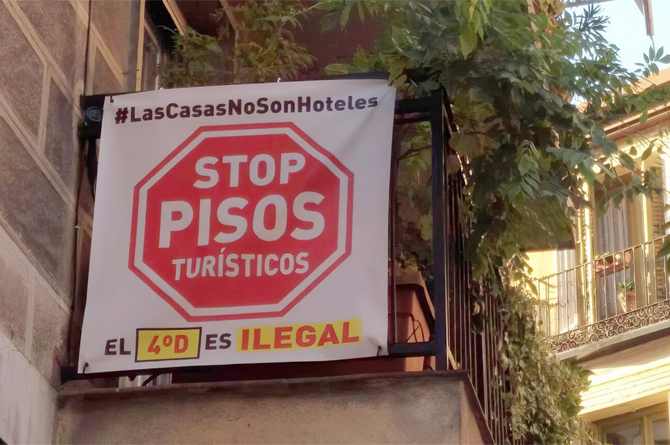 #LasCasasNoSonHoteles
STOP
PISOS
TURÍSTICOS
EL 4ºD ES ILEGAL